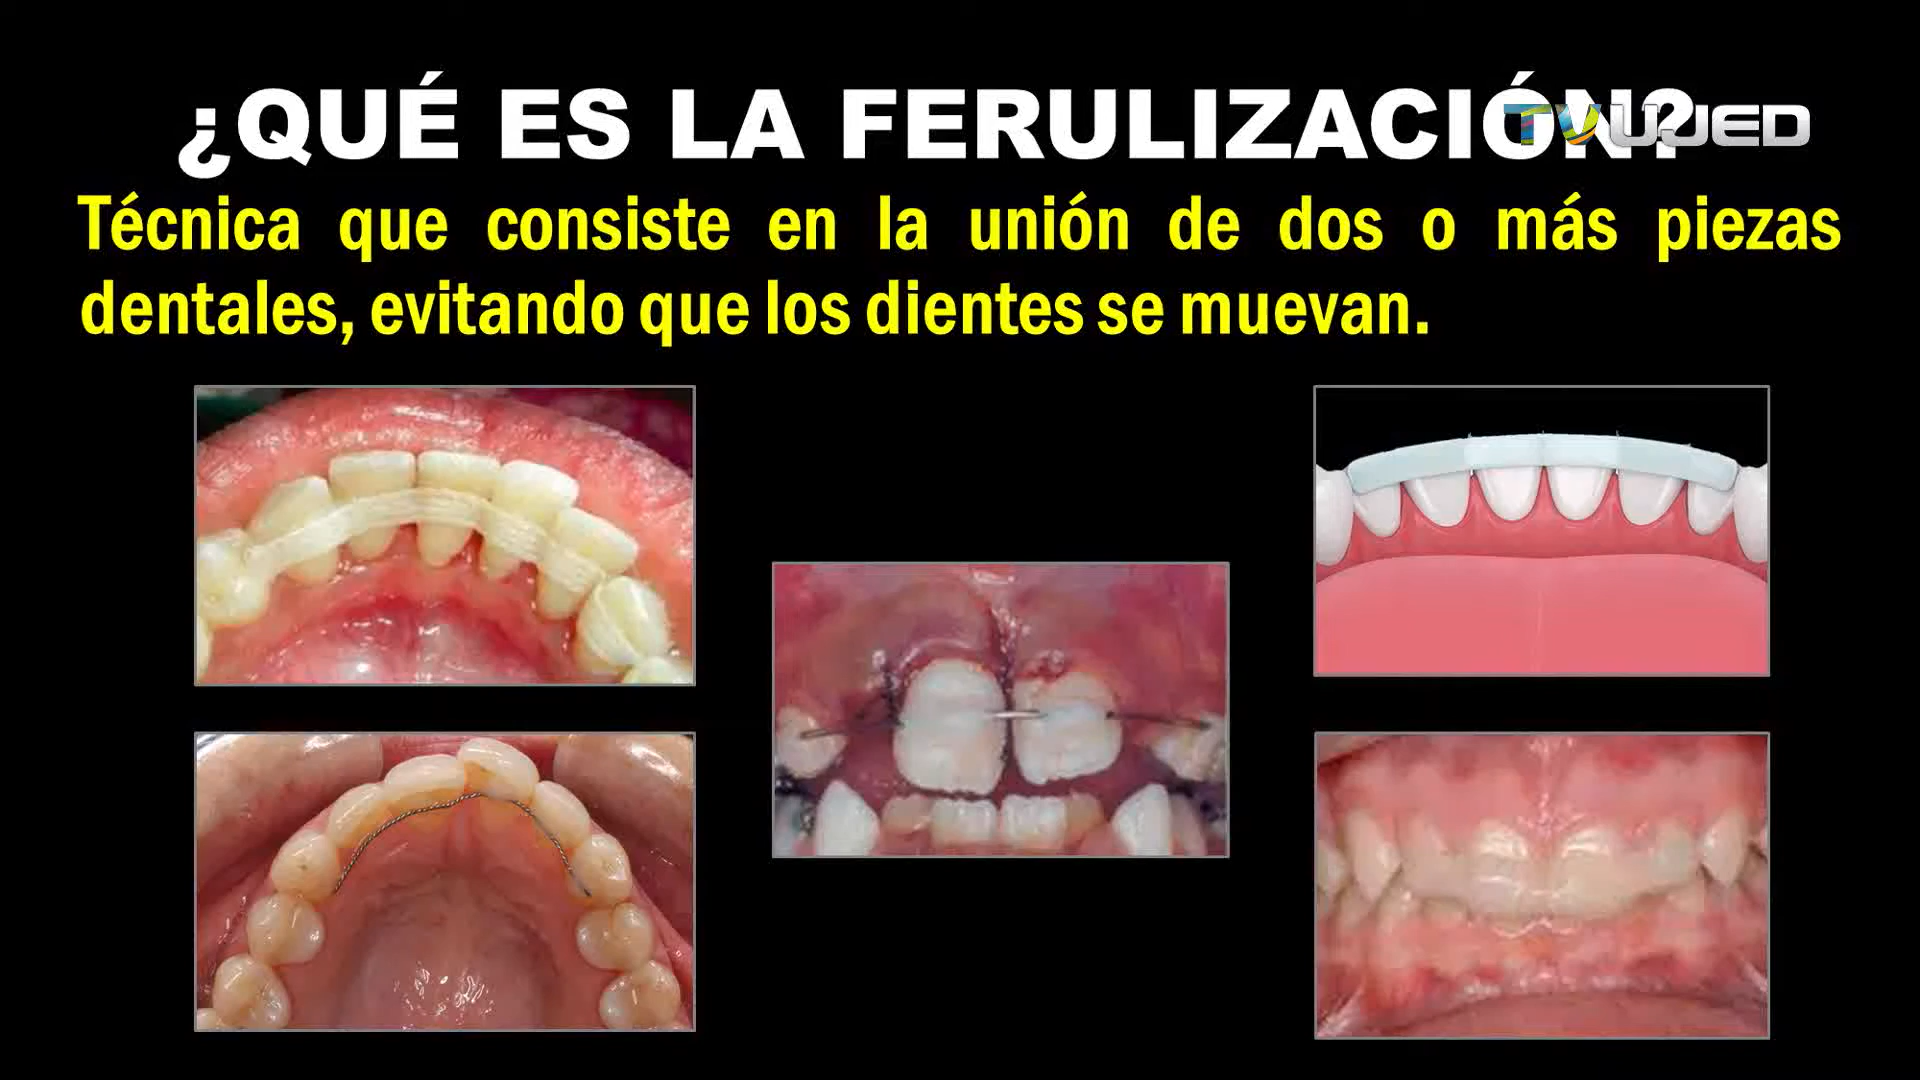 ¿QUÉ ES LA FERULIZACIÓN?
TVUJED
Técnica que consiste en la unión de dos o más piezas
dentales, evitando que los dientes se muevan.